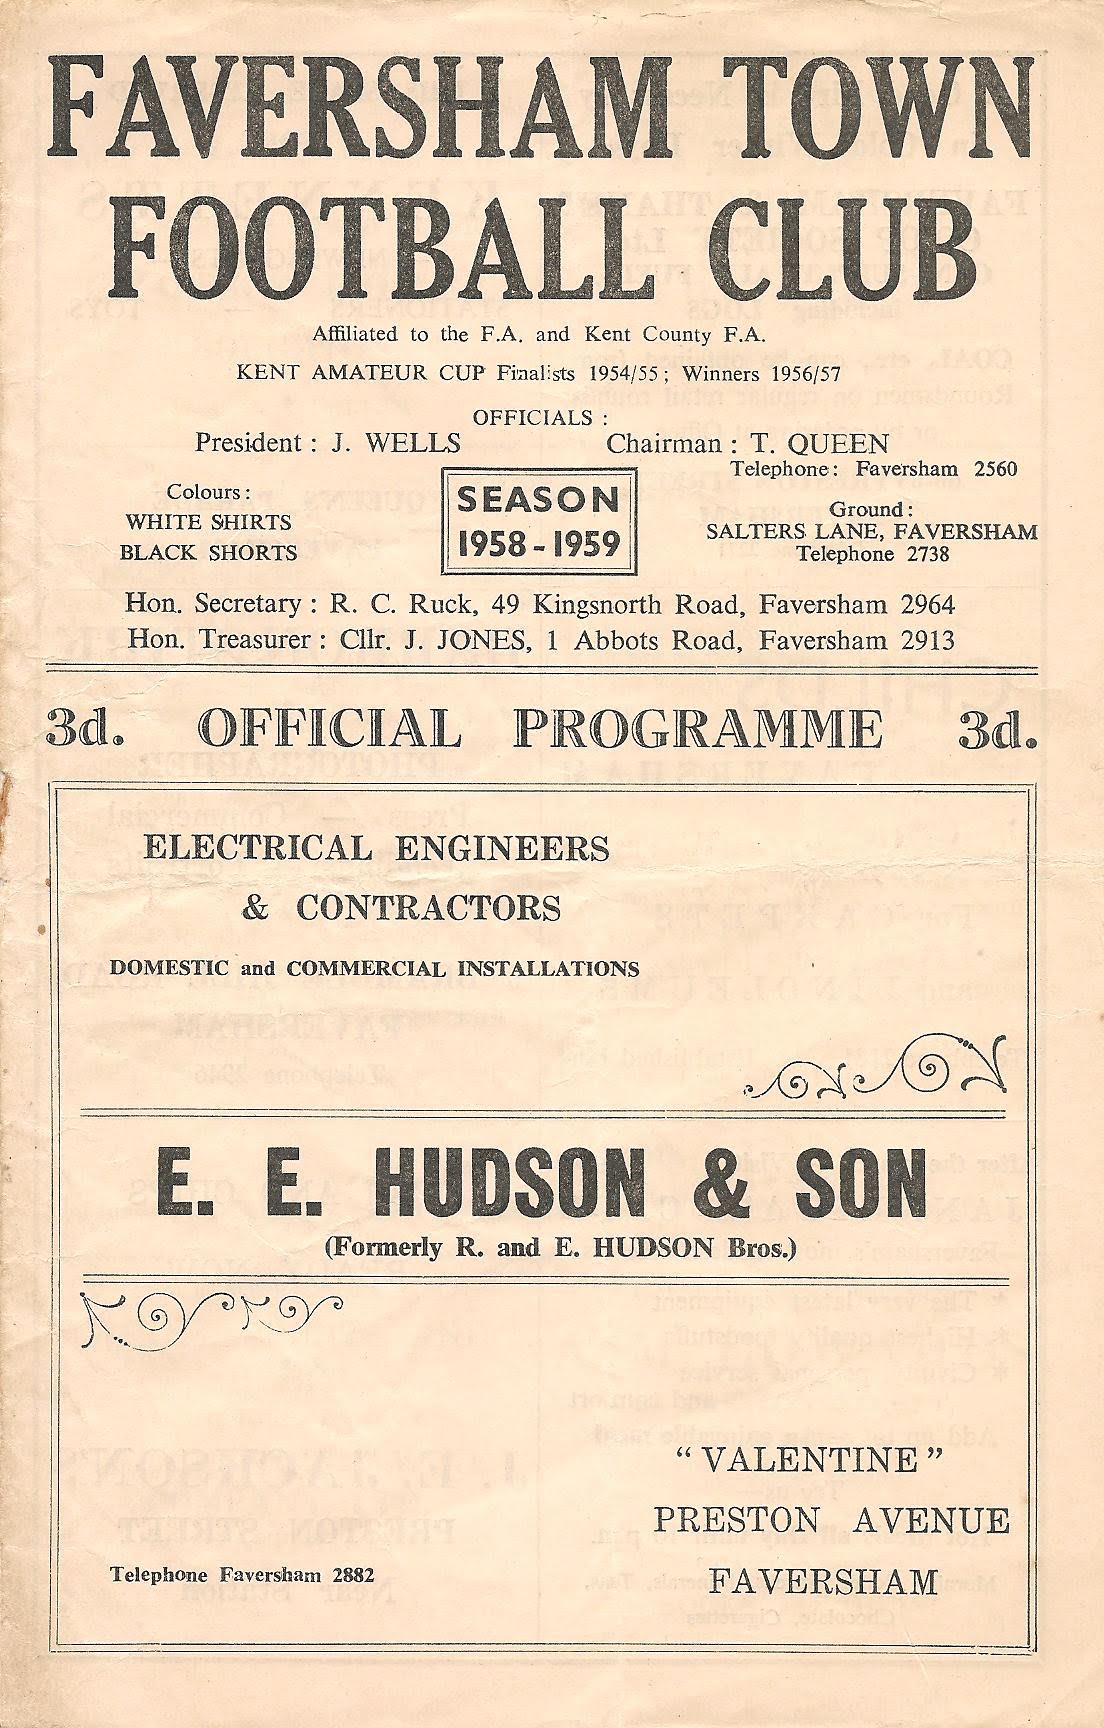 FAVERSHAM TOWN
FOOTBALL CLUB
Affiliated to the F.A. and Kent County F.A.
KENT AMATEUR CUP Finalists 1954/55; Winners 1956/57
OFFICIALS :
President : J. WELLS
Chairman : T. QUEEN
Telephone: Faversham 2560
Colours :
WHITE SHIRTS
BLACK SHORTS
SEASON
1958-1959
Ground :
SALTERS LANE, FAVERSHAM
Telephone 2738
Hon. Secretary : R. C. Ruck, 49 Kingsnorth Road, Faversham 2964
Hon. Treasurer : Cllr. J. JONES, 1 Abbots Road, Faversham 2913
3d. OFFICIAL PROGRAMME 3d.
ELECTRICAL ENGINEERS
& CONTRACTORS
DOMESTIC and COMMERCIAL INSTALLATIONS
E. E. HUDSON & SON
(Formerly R. and E. HUDSON Bros.)
"VALENTINE"
PRESTON AVENUE
FAVERSHAM
Telephone Faversham 2882